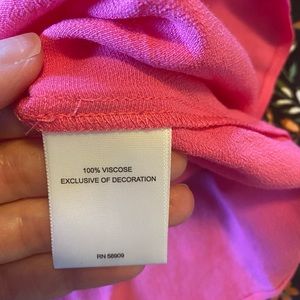 100% VISCOSE
EXCLUSIVE OF DECORATION
RN 58909